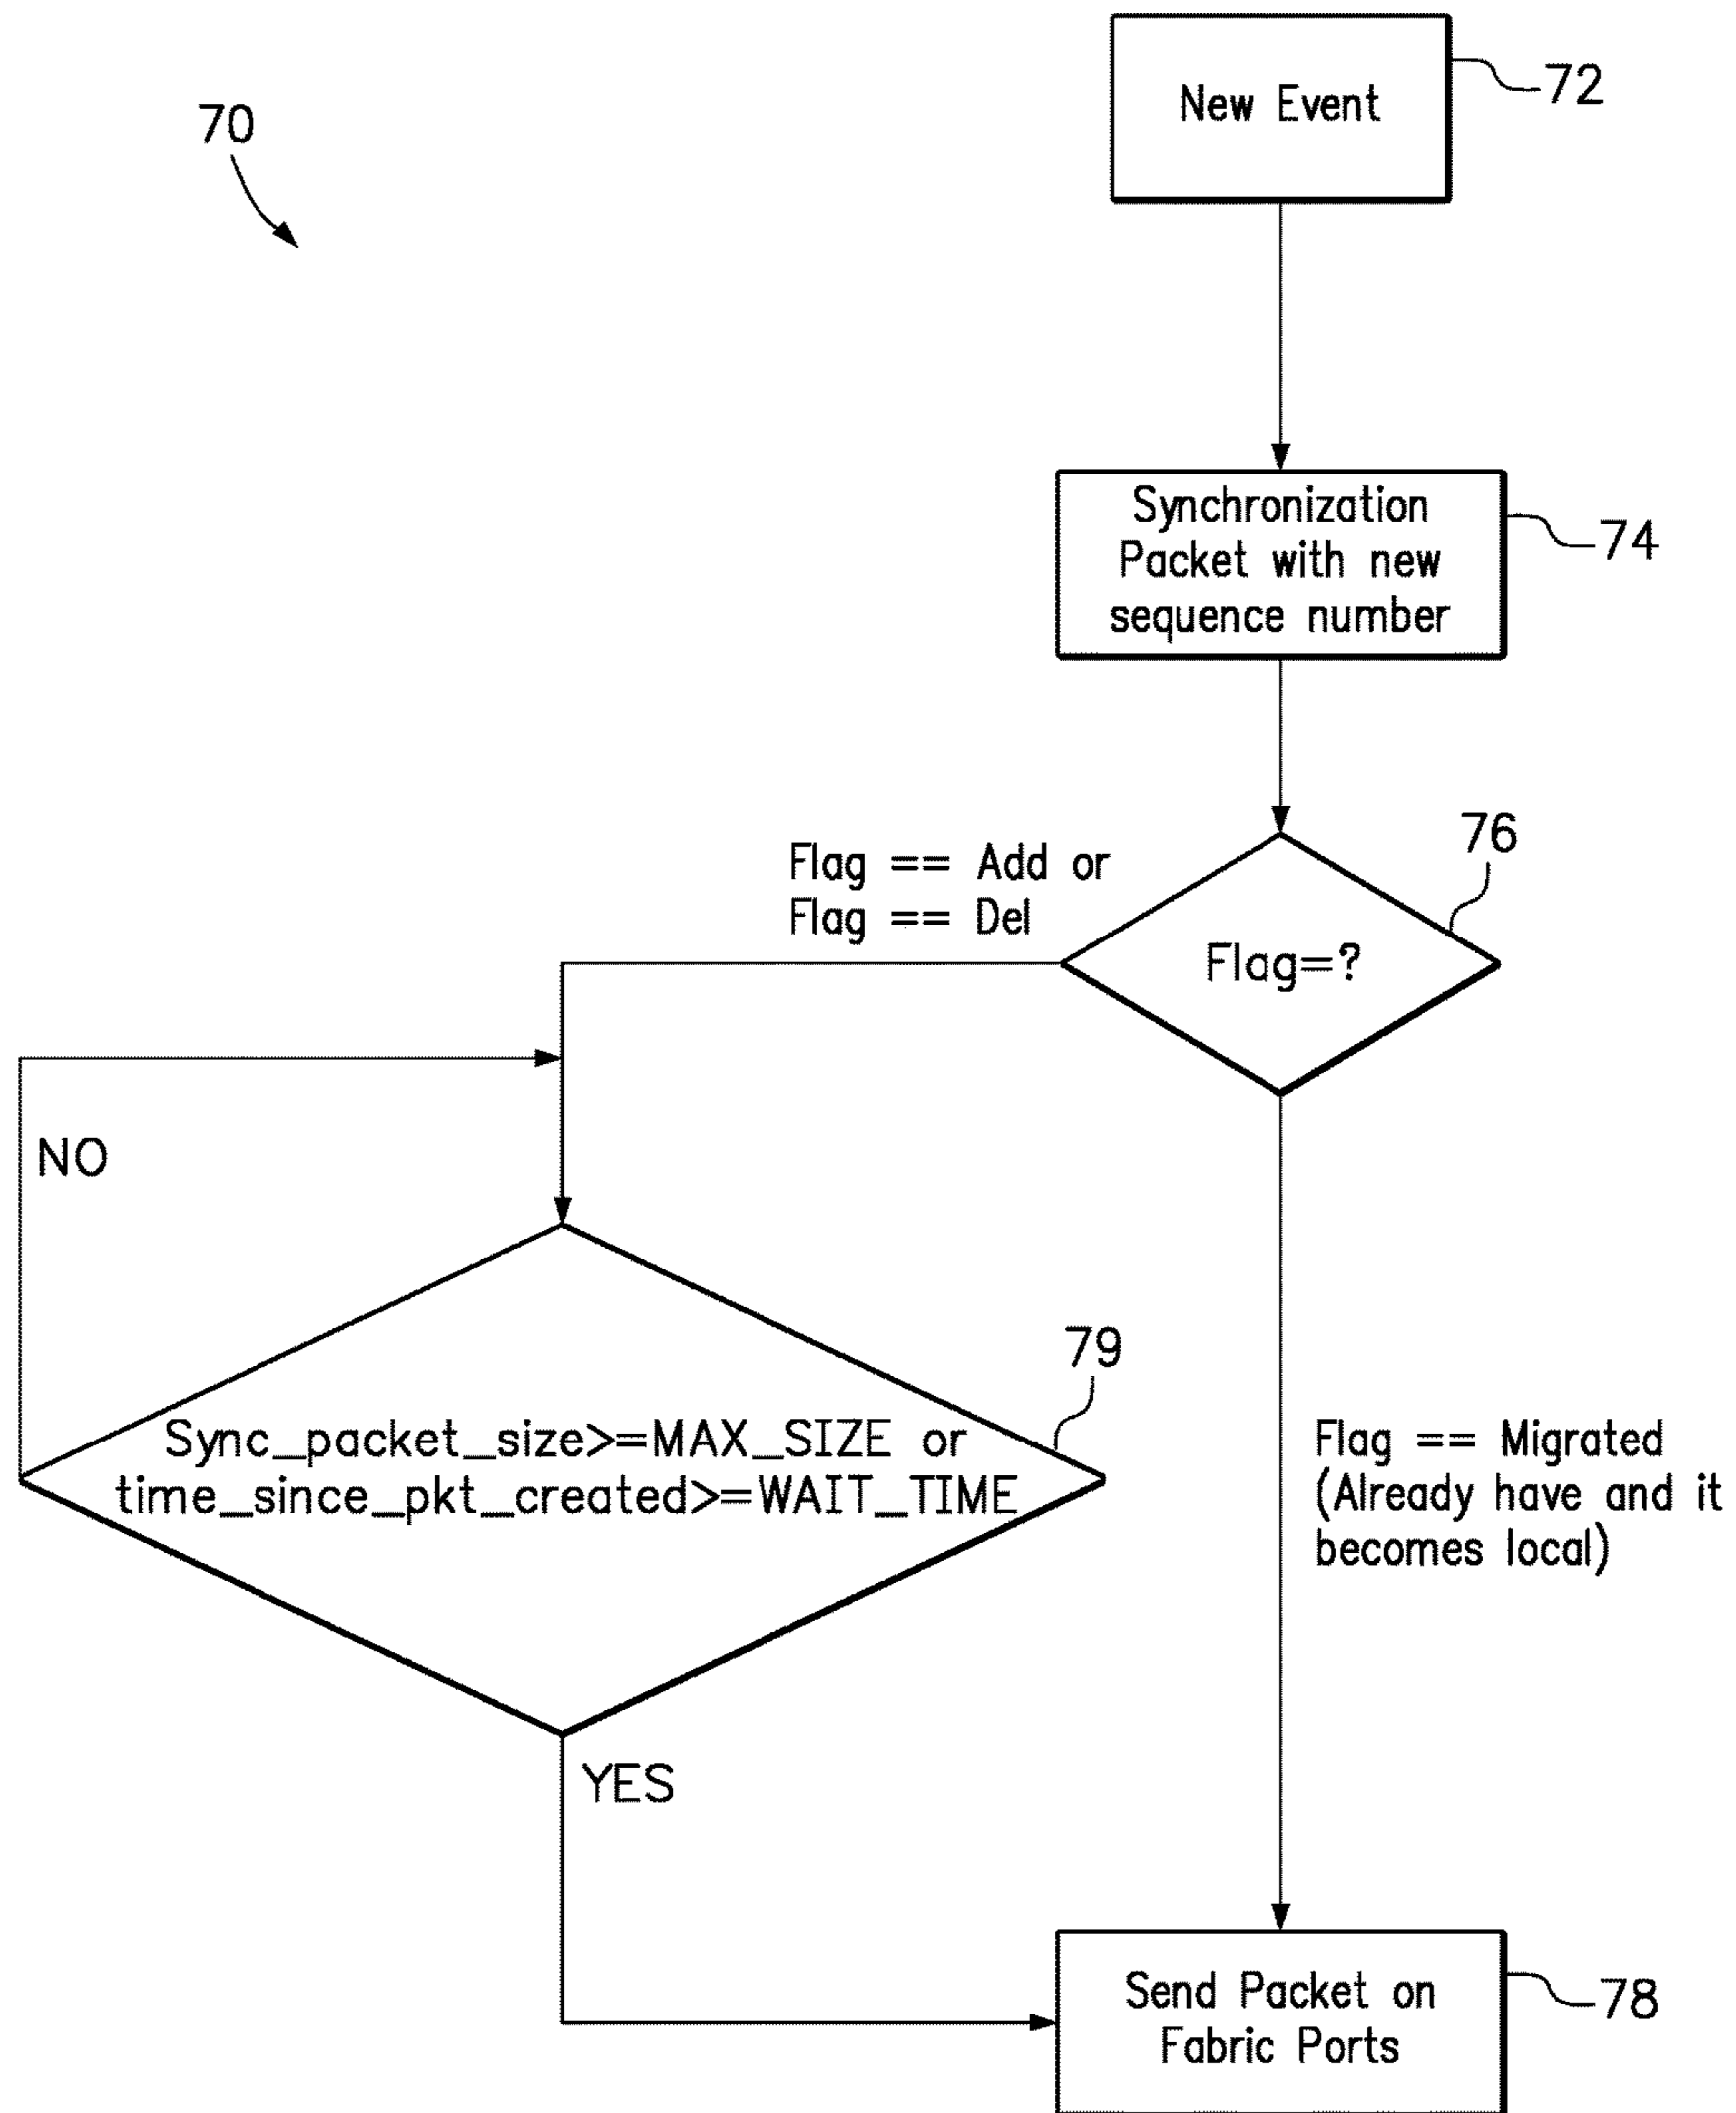 New Event
72
70
Synchronization
Packet with new
sequence number
74
76
Flag == Add or
Flag == Del
Flag=?
NO
79
Sync_packet_size>=MAX_SIZE or
time_since_pkt_created>=WAIT_TIME
Flag == Migrated
(Already have and it
becomes local)
YES
Send Packet on
Fabric Ports
78